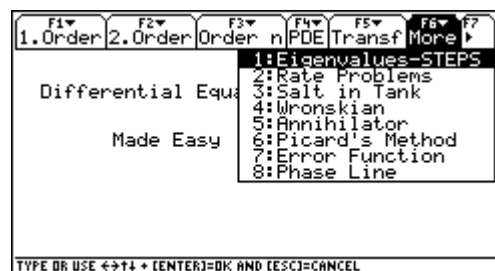 F1▾ F2▾ F3▾ F4▾ F5▾ F6▾ F7
1.Order 2.Order Order n PDE Transf More ▸
1:Eigenvalues-STEPS
2:Rate Problems
Differential Equa 3:Salt in Tank
4:Wronskian
5:Annihilator
Made Easy 6:Picard's Method
7:Error Function
8:Phase Line
TYPE OR USE ←→↑↓ + [ENTER]=OK AND [ESC]=CANCEL